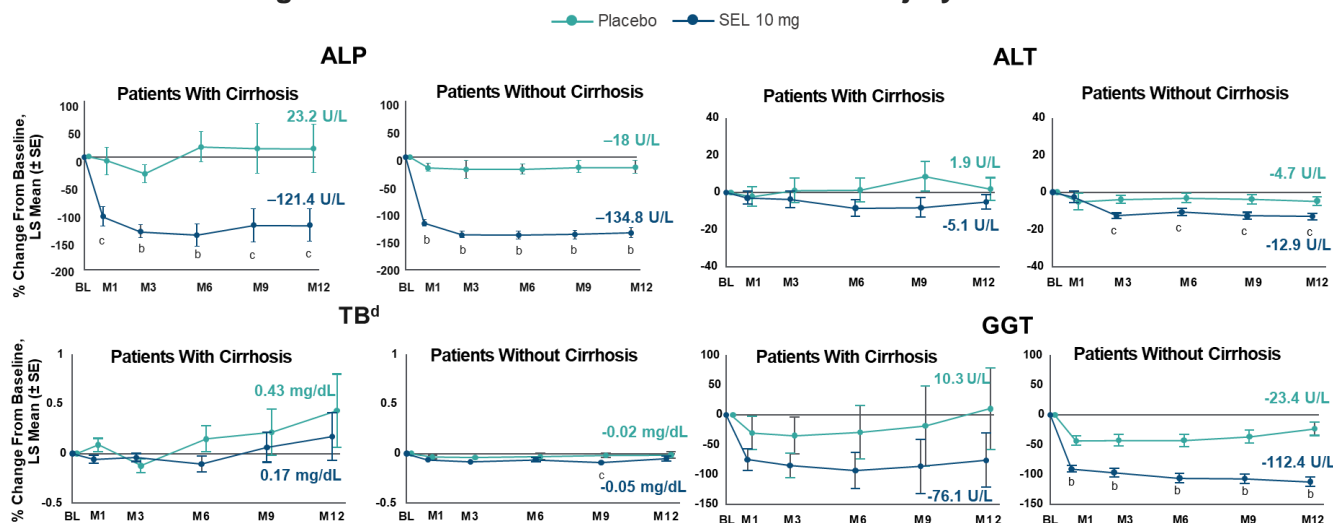 Placebo SEL 10 mg
ALP
ALT
% Change From Baseline,
LS Mean (± SE)
Patients With Cirrhosis
100
50
0
-50
-100
-150
-200
23.2 U/L
–121.4 U/L
c b b c c
BL M1 M3 M6 M9 M12
Patients Without Cirrhosis
100
50
0
-50
-100
-150
-200
–18 U/L
–134.8 U/L
b b b b b
BL M1 M3 M6 M9 M12
Patients With Cirrhosis
40
20
0
-20
-40
1.9 U/L
-5.1 U/L
BL M1 M3 M6 M9 M12
Patients Without Cirrhosis
40
20
0
-20
-40
-4.7 U/L
c c c c
-12.9 U/L
BL M1 M3 M6 M9 M12
TBd
GGT
% Change From Baseline,
LS Mean (± SE)
Patients With Cirrhosis
1
0.5
0
-0.5
0.43 mg/dL
0.17 mg/dL
BL M1 M3 M6 M9 M12
Patients Without Cirrhosis
1
0.5
0
-0.5
-0.02 mg/dL
c
-0.05 mg/dL
BL M1 M3 M6 M9 M12
Patients With Cirrhosis
100
50
0
-50
-100
-150
10.3 U/L
-76.1 U/L
BL M1 M3 M6 M9 M12
Patients Without Cirrhosis
100
50
0
-50
-100
-150
-23.4 U/L
-112.4 U/L
b b b b b
BL M1 M3 M6 M9 M12